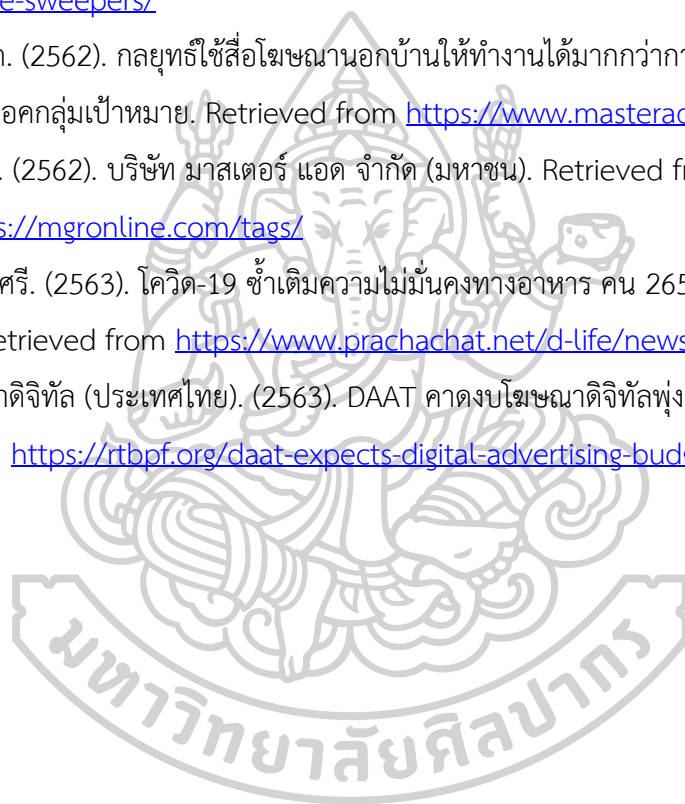 e-sweepers/
า. (2562). กลยุทธ์ใช้สื่อโฆษณานอกบ้านให้ทำงานได้มากกว่ากา
อคกลุ่มเป้าหมาย. Retrieved from https://www.masterad
. (2562). บริษัท มาสเตอร์ แอด จำกัด (มหาชน). Retrieved fr
s://mgronline.com/tags/
ศรี. (2563). โควิด-19 ซ้ำเติมความไม่มั่นคงทางอาหาร คน 265
etrieved from https://www.prachachat.net/d-life/news
าดิจิทัล (ประเทศไทย). (2563). DAAT คาดงบโฆษณาดิจิทัลพุ่ง
https://rtbpf.org/daat-expects-digital-advertising-bud
มหาวิทยาลัยศิลปากร